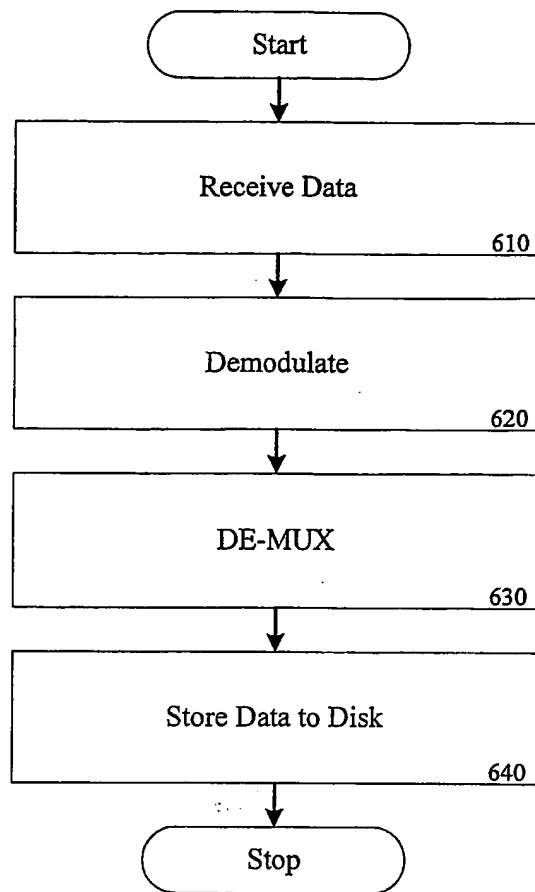 Start
Receive Data
610
Demodulate
620
DE-MUX
630
Store Data to Disk
640
Stop